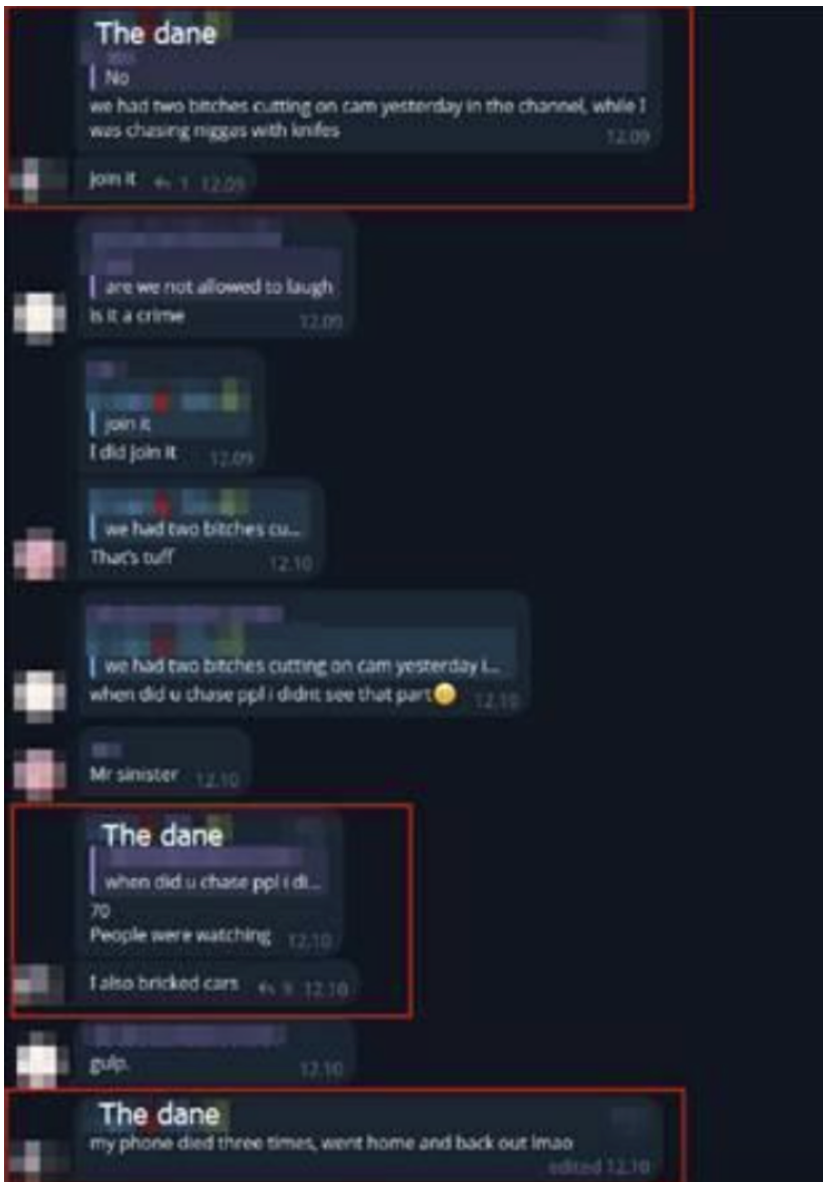 The dane
No
we had two bitches cutting on cam yesterday in the channel, while I
was chasing niggas with knifes
12.09
join it
1 12.09
are we not allowed to laugh
is it a crime
12.09
join it
I did join it
12.09
we had two bitches cu...
That's tuff
12.10
we had two bitches cutting on cam yesterday i...
when did u chase ppl i didnt see that part
12.10
Mr sinister
12.10
The dane
when did u chase ppl i di...
70
People were watching
12.10
I also bricked cars
9 12.10
gulp.
12.10
The dane
my phone died three times, went home and back out lmao
edited 12.10